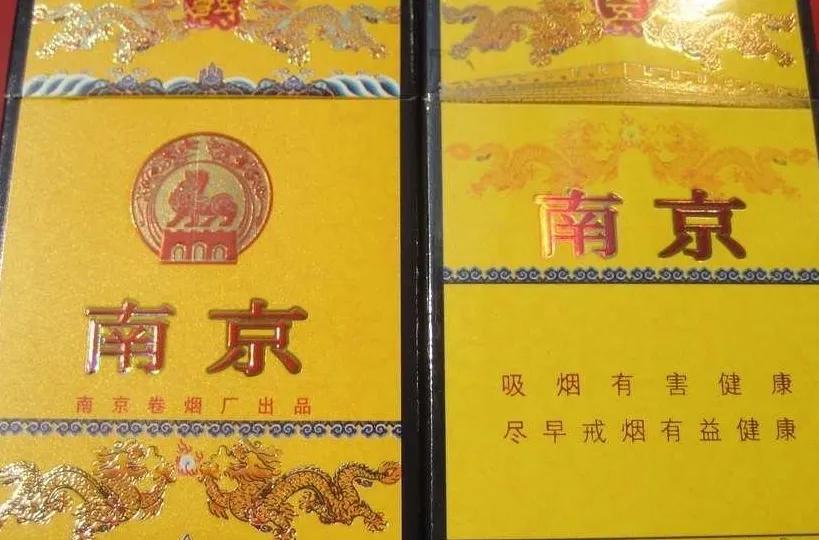 南京
南京卷烟厂出品
南京
吸烟有害健康
尽早戒烟有益健康